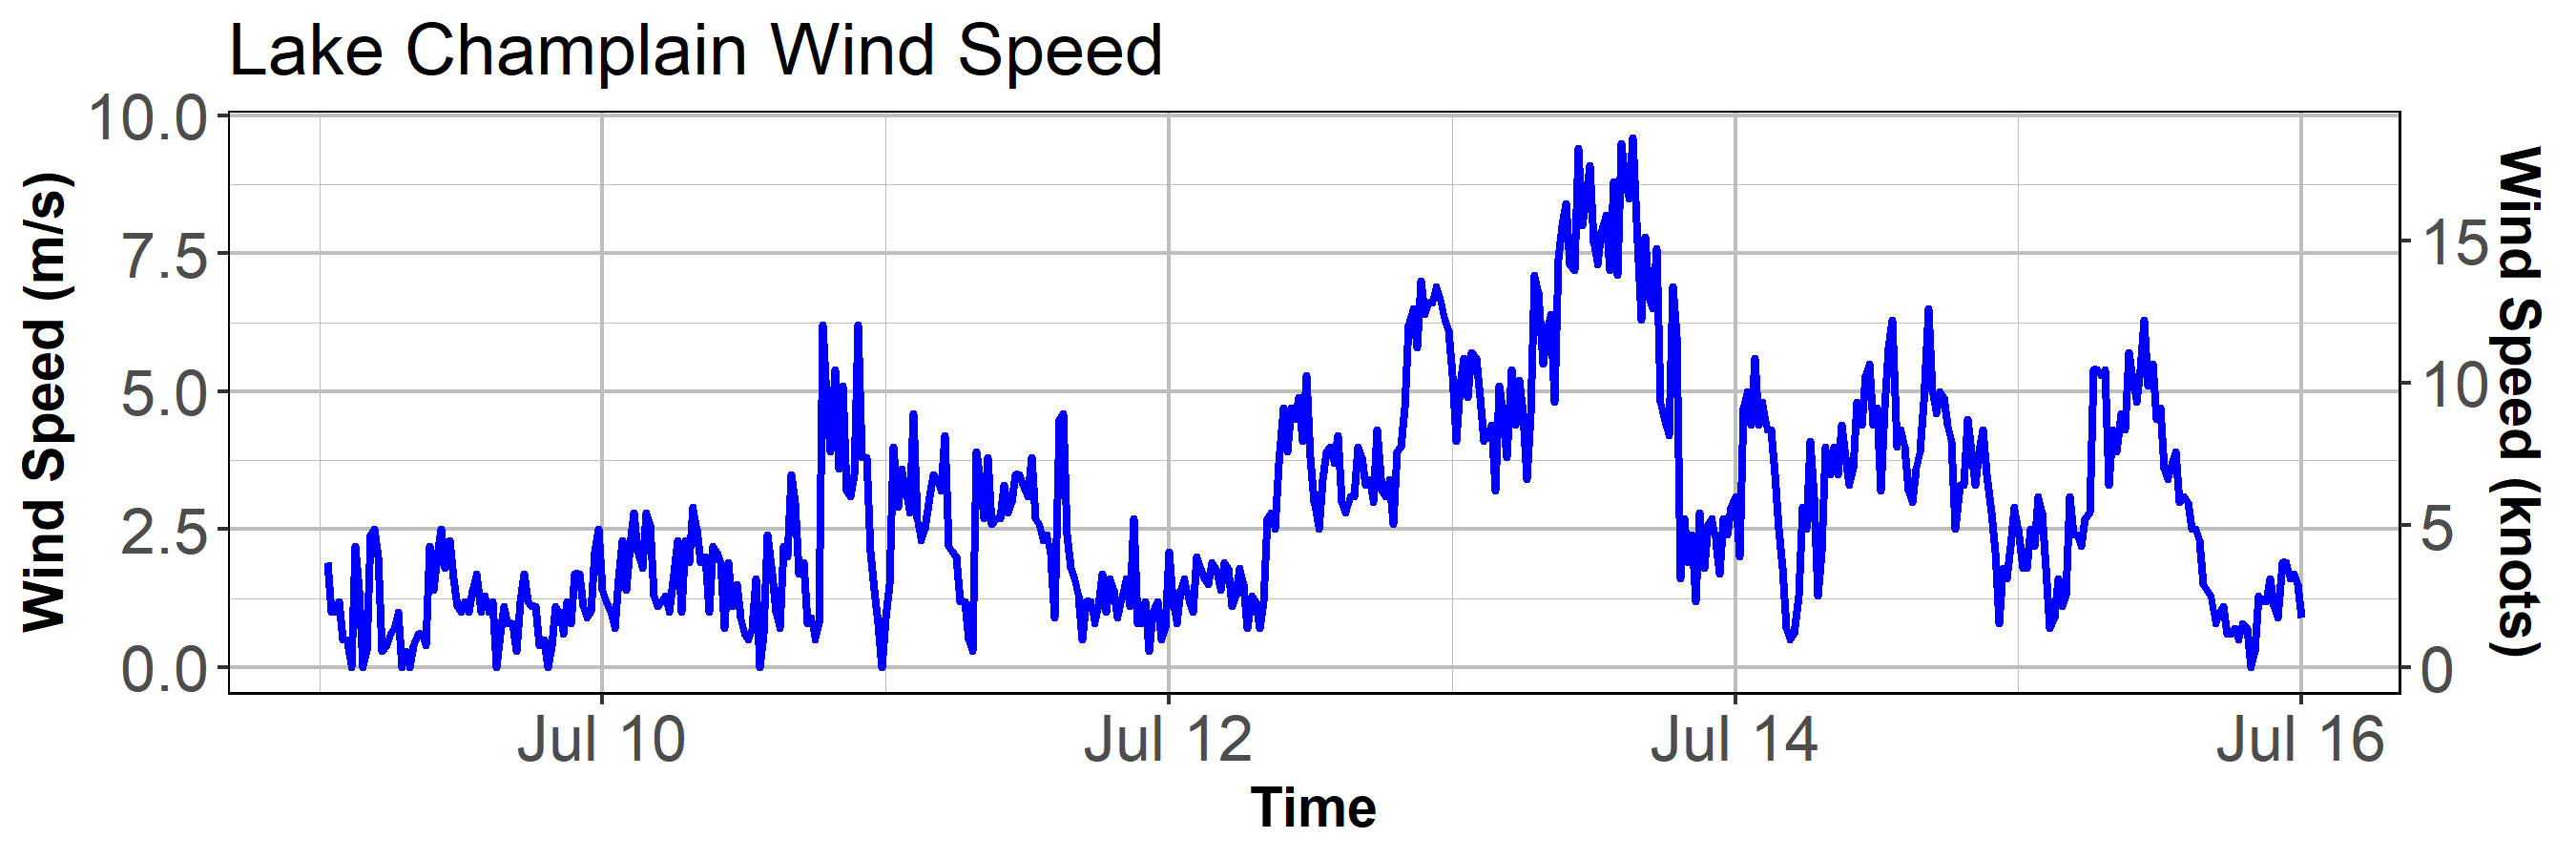 Lake Champlain Wind Speed
Wind Speed (m/s)
10.0
7.5
5.0
2.5
0.0
Wind Speed (knots)
15
10
5
0
Jul 10 Jul 12 Jul 14 Jul 16
Time